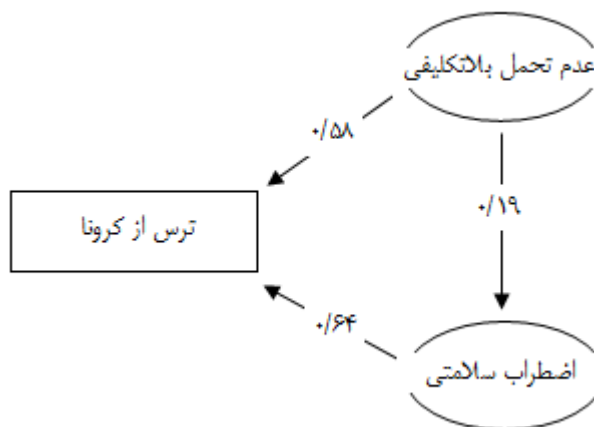 عدم تحمل بلاتکلیفی
۰/۵۸
۰/۱۹
ترس از کرونا
۰/۶۴
اضطراب سلامتی